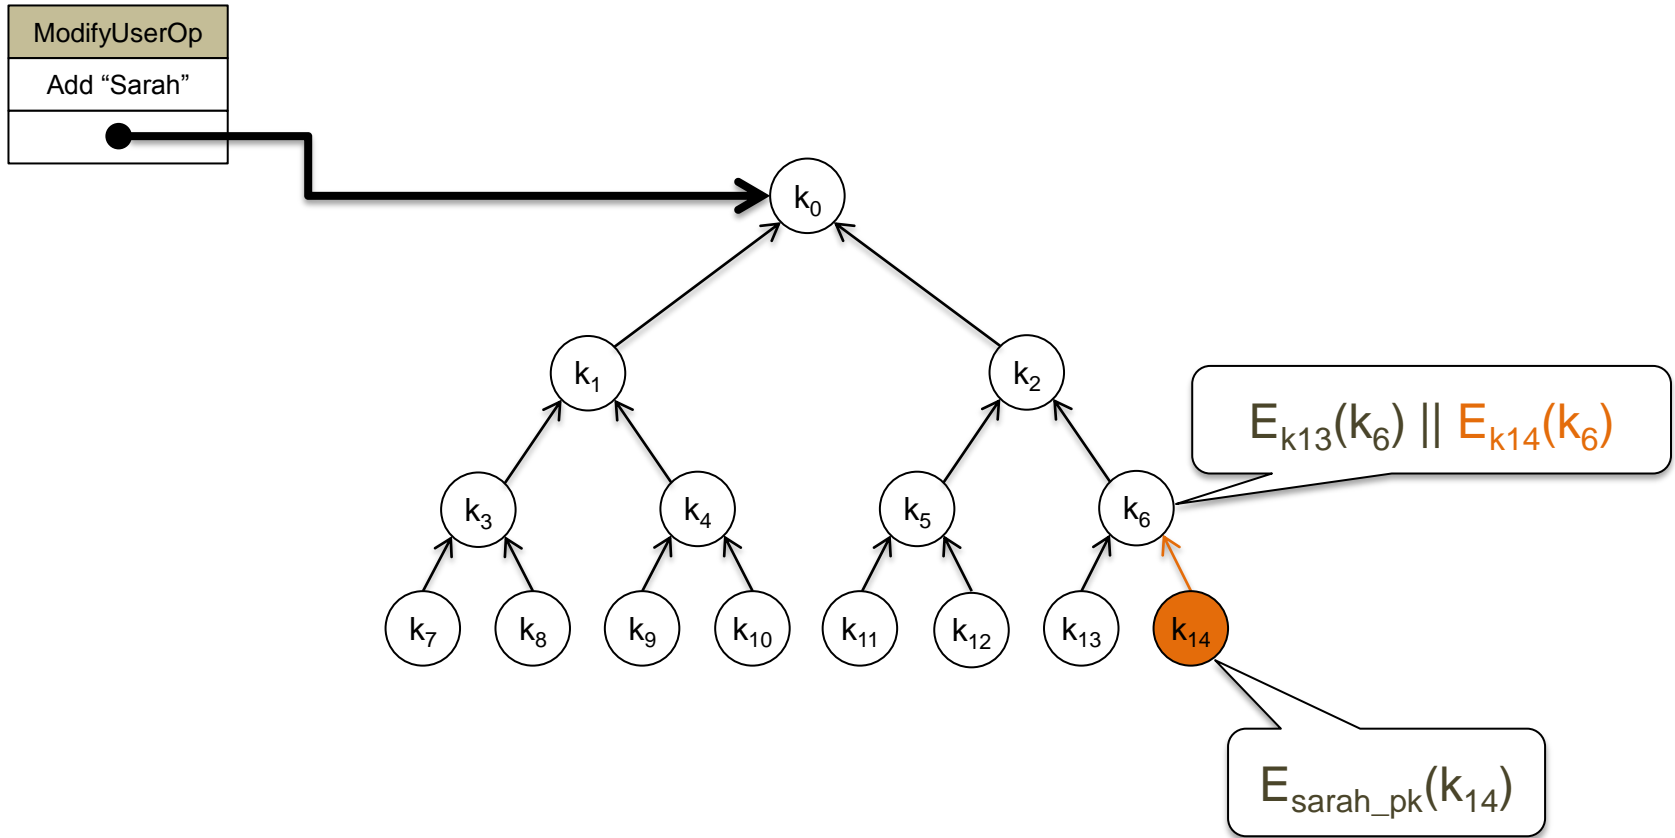 ModifyUserOp
Add “Sarah”
k0
k1
k2
Ek13(k6) || Ek14(k6)
k3
k4
k5
k6
k7
k8
k9
k10
k11
k12
k13
k14
Esarah_pk(k14)